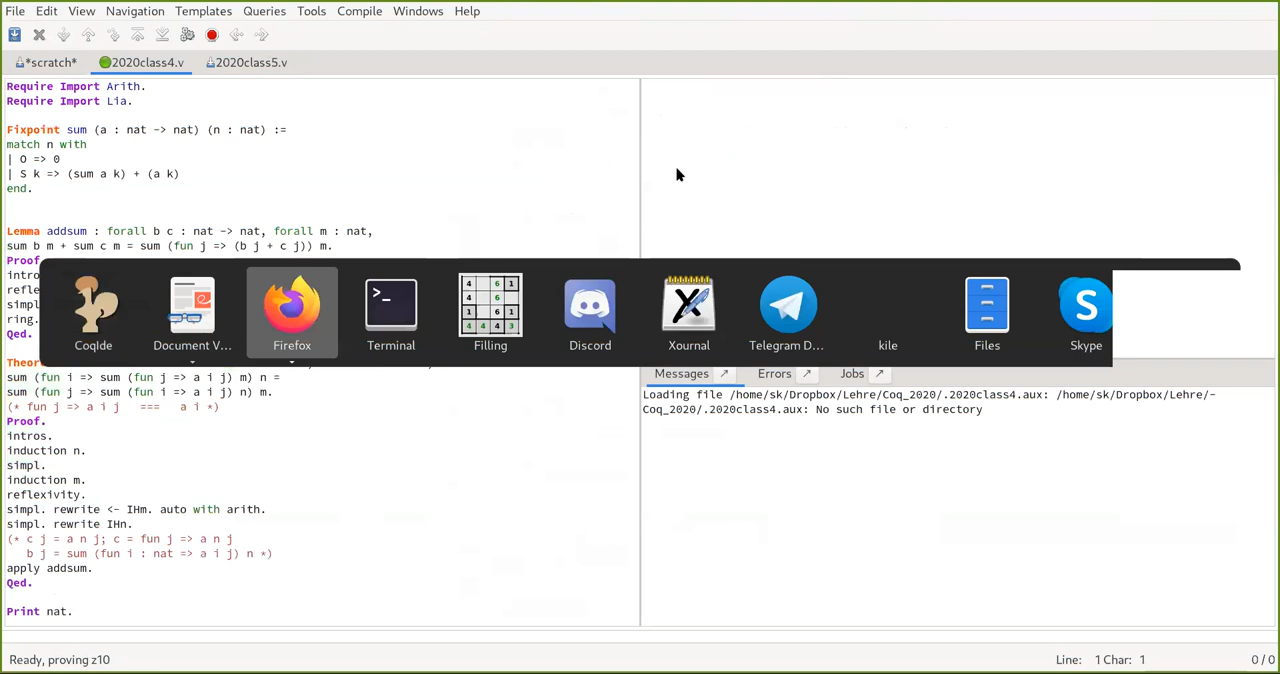 File Edit View Navigation Templates Queries Tools Compile Windows Help
*scratch* 2020class4.v 2020class5.v
Require Import Arith.
Require Import Lia.
Fixpoint sum (a : nat -> nat) (n : nat) :=
match n with
| O => 0
| S k => (sum a k) + (a k)
end.
Lemma addsum : forall b c : nat -> nat, forall m : nat,
sum b m + sum c m = sum (fun j => (b j + c j)) m.
Proof
intro
refle
simpl
ring.
Qed.
CoqIde Document V... Firefox Terminal Filling Discord Xournal Telegram D... kile Files Skype
Theor
sum (fun i => sum (fun j => a i j) m) n =
sum (fun j => sum (fun i => a i j) n) m.
(* fun j => a i j === a i *)
Proof.
intros.
induction n.
simpl.
induction m.
reflexivity.
simpl. rewrite <- IHm. auto with arith.
simpl. rewrite IHn.
(* c j = a n j; c = fun j => a n j
b j = sum (fun i : nat => a i j) n *)
apply addsum.
Qed.
Print nat.
Messages Errors Jobs
Loading file /home/sk/Dropbox/Lehre/Coq_2020/.2020class4.aux: /home/sk/Dropbox/Lehre/-
Coq_2020/.2020class4.aux: No such file or directory
Ready, proving z10 Line: 1 Char: 1 0 / 0